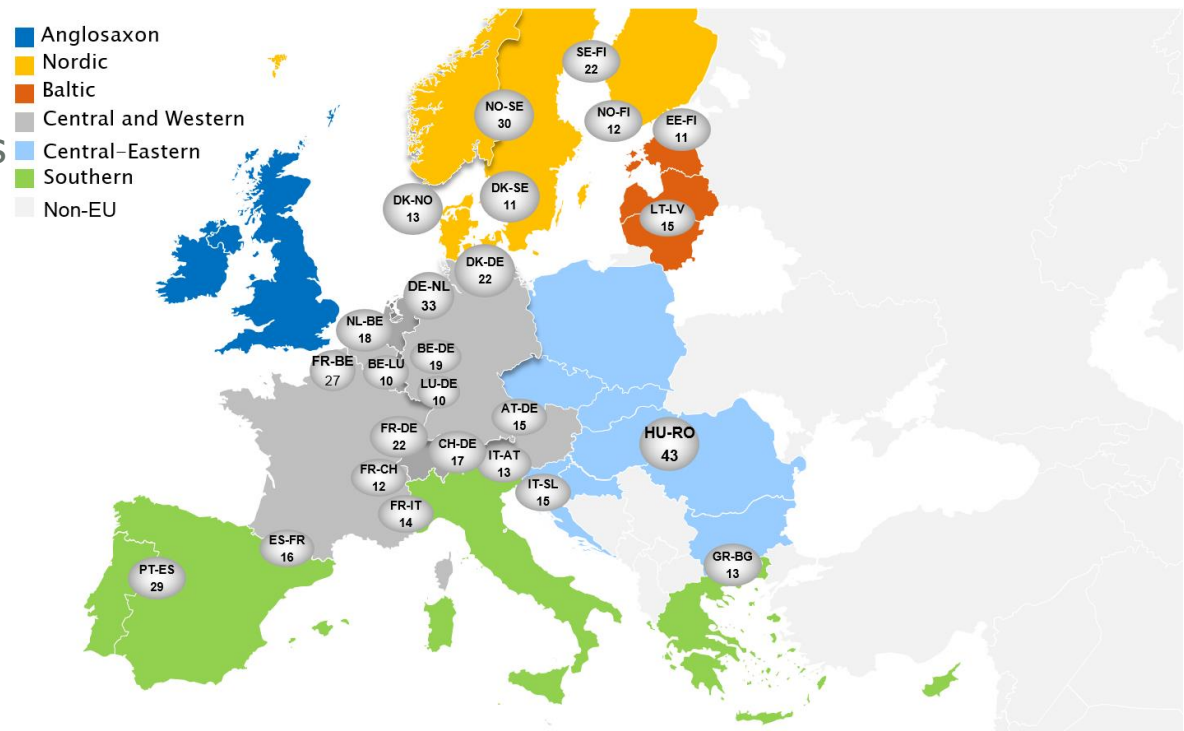 Anglosaxon
Nordic
Baltic
Central and Western
s
Central-Eastern
Southern
Non-EU
SE-FI
22
NO-SE
30
NO-FI
12
EE-FI
11
DK-NO
13
DK-SE
11
LT-LV
15
DK-DE
22
DE-NL
33
NL-BE
18
FR-BE
27
BE-LU
10
BE-DE
19
LU-DE
10
AT-DE
15
FR-DE
22
CH-DE
17
IT-AT
13
HU-RO
43
FR-CH
12
IT-SL
15
FR-IT
14
ES-FR
16
PT-ES
29
GR-BG
13